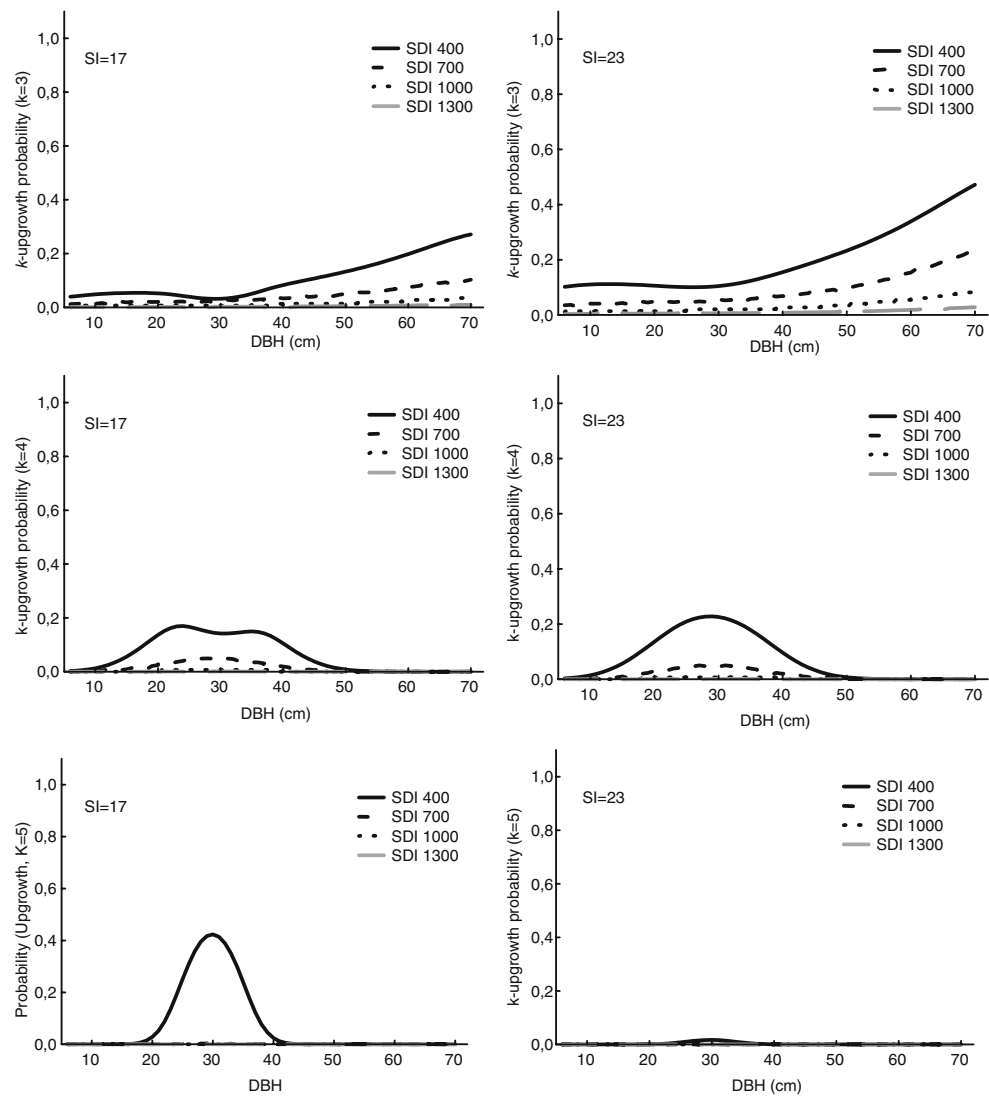 k-upgrowth probability (k=3)
1,0
0,8
0,6
0,4
0,2
0,0
SI=17
SDI 400
SDI 700
SDI 1000
SDI 1300
10 20 30 40 50 60 70
DBH (cm)
k-upgrowth probability (k=3)
1,0
0,8
0,6
0,4
0,2
0,0
SI=23
SDI 400
SDI 700
SDI 1000
SDI 1300
10 20 30 40 50 60 70
DBH (cm)
k-upgrowth probability (k=4)
1,0
0,8
0,6
0,4
0,2
0,0
SI=17
SDI 400
SDI 700
SDI 1000
SDI 1300
10 20 30 40 50 60 70
DBH (cm)
k-upgrowth probability (k=4)
1,0
0,8
0,6
0,4
0,2
0,0
SI=23
SDI 400
SDI 700
SDI 1000
SDI 1300
10 20 30 40 50 60 70
DBH (cm)
Probability (Upgrowth, K=5)
1,0
0,8
0,6
0,4
0,2
0,0
SI=17
SDI 400
SDI 700
SDI 1000
SDI 1300
10 20 30 40 50 60 70
DBH
k-upgrowth probability (k=5)
1,0
0,8
0,6
0,4
0,2
0,0
SI=23
SDI 400
SDI 700
SDI 1000
SDI 1300
10 20 30 40 50 60 70
DBH (cm)